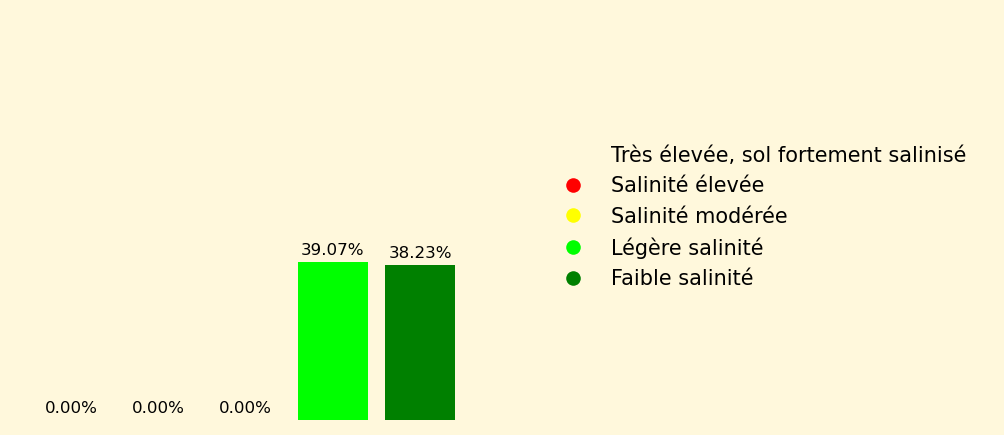 Très élevée, sol fortement salinisé
Salinité élevée
Salinité modérée
Légère salinité
Faible salinité
39.07%
38.23%
0.00%
0.00%
0.00%